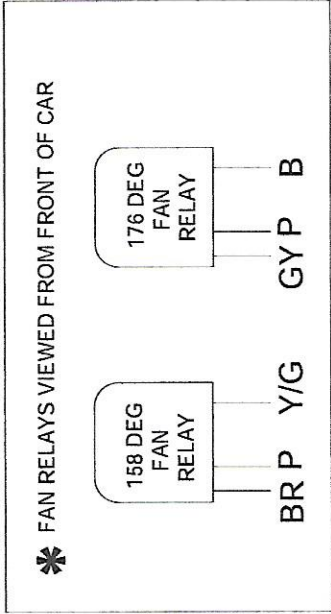 ✱ FAN RELAYS VIEWED FROM FRONT OF CAR
158 DEG
FAN
RELAY
BR P Y/G
176 DEG
FAN
RELAY
GY P B